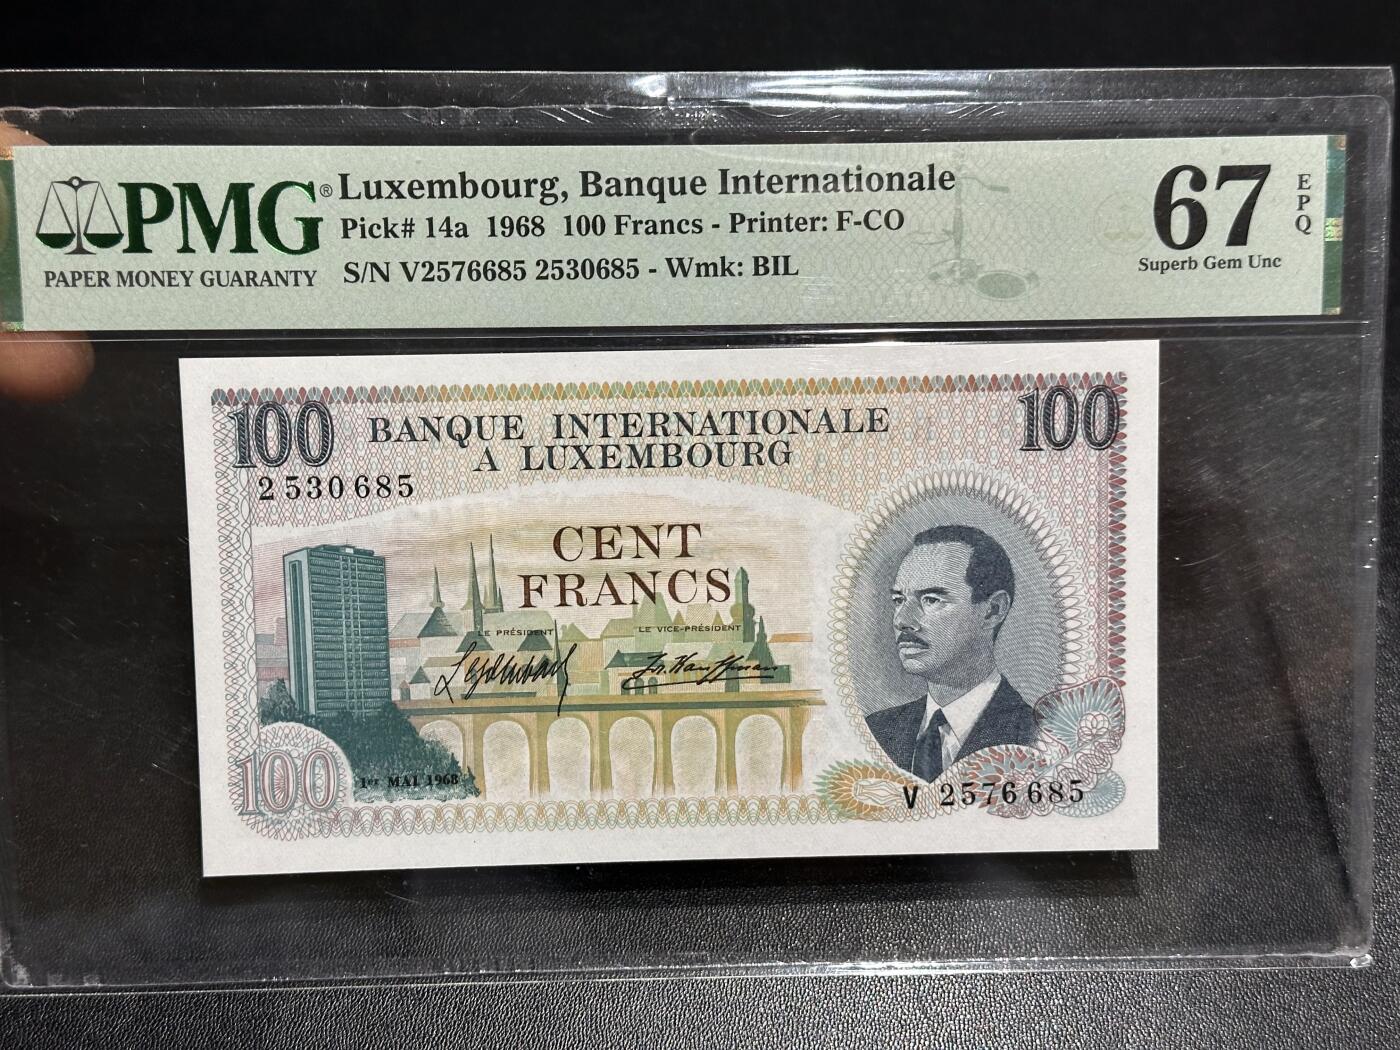 PMG®
PAPER MONEY GUARANTY
Luxembourg, Banque Internationale
Pick# 14a 1968 100 Francs - Printer: F-CO
S/N V2576685 2530685 - Wmk: BIL
67
EPQ
Superb Gem Unc
100
BANQUE INTERNATIONALE
A LUXEMBOURG
100
2530685
CENT
FRANCS
LE PRÉSIDENT
LE VICE-PRÉSIDENT
100
1er MAI 1968
V 2576685